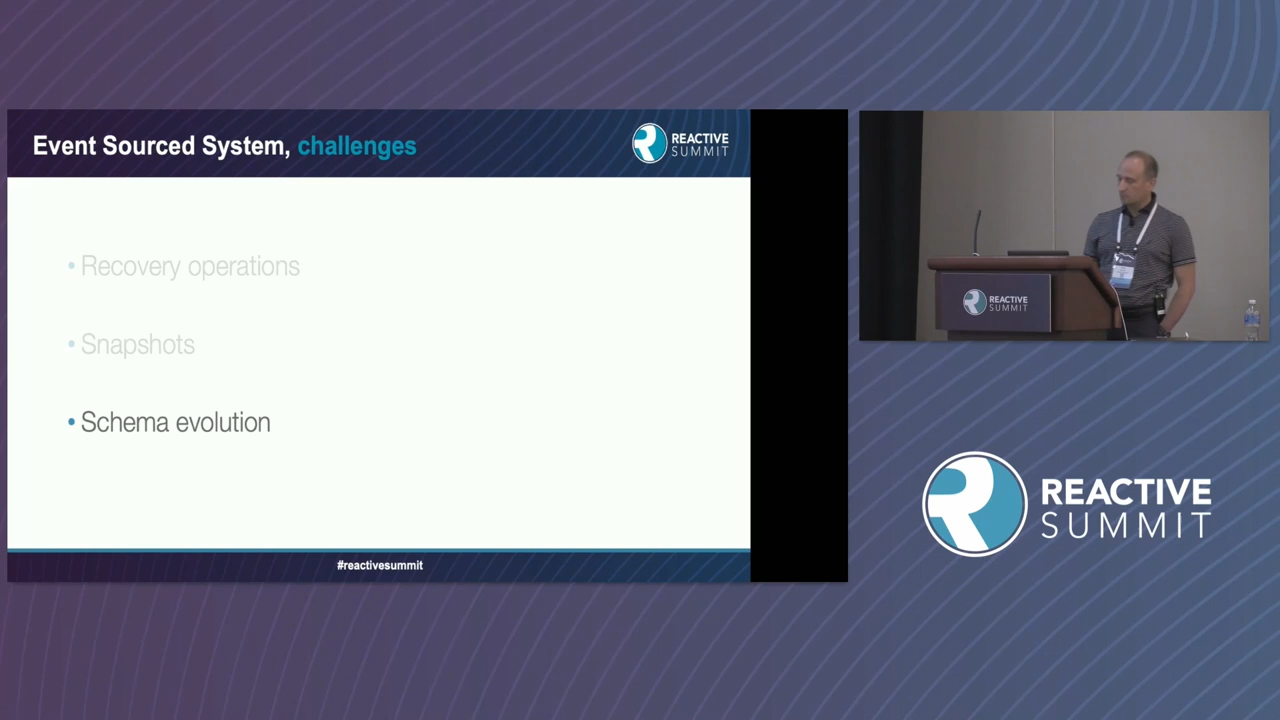 Event Sourced System, challenges
REACTIVE
SUMMIT
• Recovery operations
• Snapshots
• Schema evolution
#reactivesummit
REACTIVE
SUMMIT
REACTIVE
SUMMIT